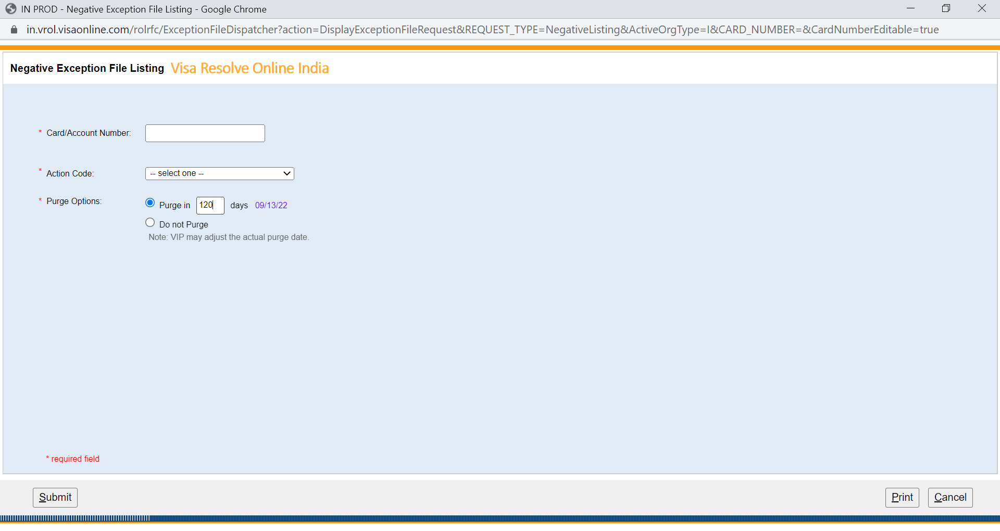 IN PROD - Negative Exception File Listing - Google Chrome
in.vrol.visaonline.com/rolrfc/ExceptionFileDispatcher?action=DisplayExceptionFileRequest&REQUEST_TYPE=NegativeListing&ActiveOrgType=I&CARD_NUMBER=&CardNumberEditable=true
Negative Exception File Listing Visa Resolve Online India
* Card/Account Number:
* Action Code: -- select one --
* Purge Options: Purge in 120 days 09/13/22
Do not Purge
Note: VIP may adjust the actual purge date.
* required field
Submit Print Cancel